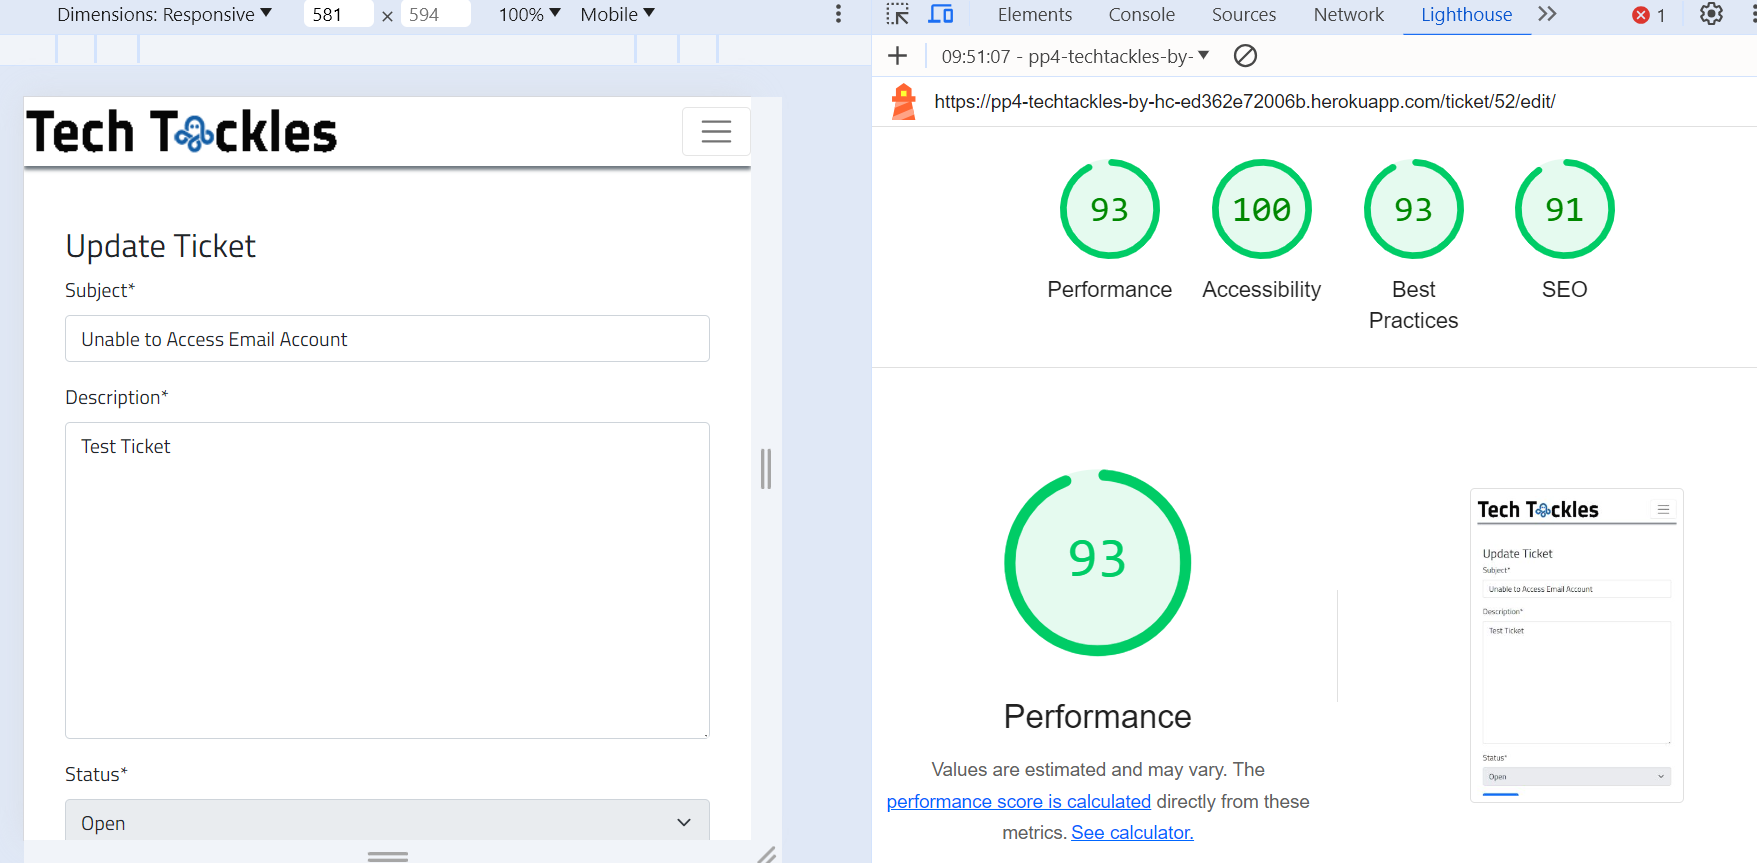 Dimensions: Responsive 581 × 594 100% Mobile
Elements Console Sources Network Lighthouse 1
09:51:07 - pp4-techtackles-by-
https://pp4-techtackles-by-hc-ed362e72006b.herokuapp.com/ticket/52/edit/
Tech Tackles
Update Ticket
Subject*
Unable to Access Email Account
Description*
Test Ticket
Status*
Open
93 100 93 91
Performance Accessibility Best Practices SEO
93
Performance
Values are estimated and may vary. The
performance score is calculated directly from these
metrics. See calculator.
Tech Tackles
Update Ticket
Subject*
Unable to Access Email Account
Description*
Test Ticket
Status*
Open